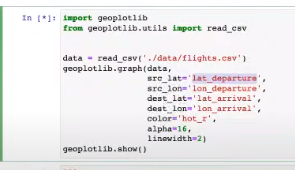 In [*]: import geoplotlib
from geoplotlib.utils import read_csv
data = read_csv('./data/flights.csv')
geoplotlib.graph(data,
src_lat='lat_departure',
src_lon='lon_departure',
dest_lat='lat_arrival',
dest_lon='lon_arrival',
color='hot_r',
alpha=16,
linewidth=2)
geoplotlib.show()